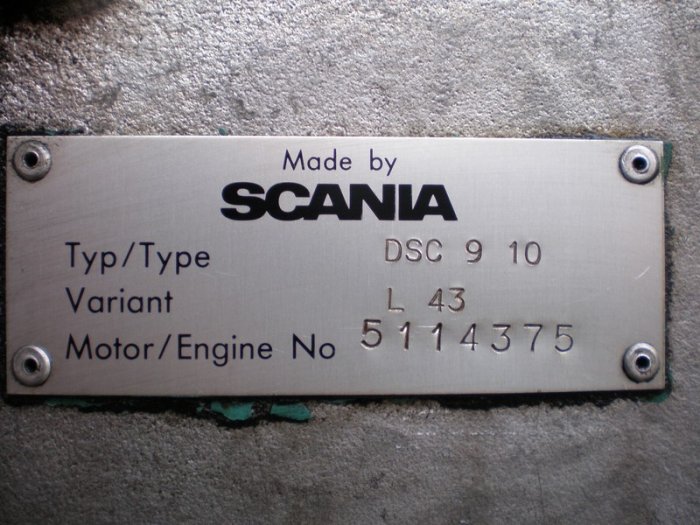 Made by
SCANIA
Typ/Type DSC 9 10
Variant L 43
Motor/Engine No 5114375